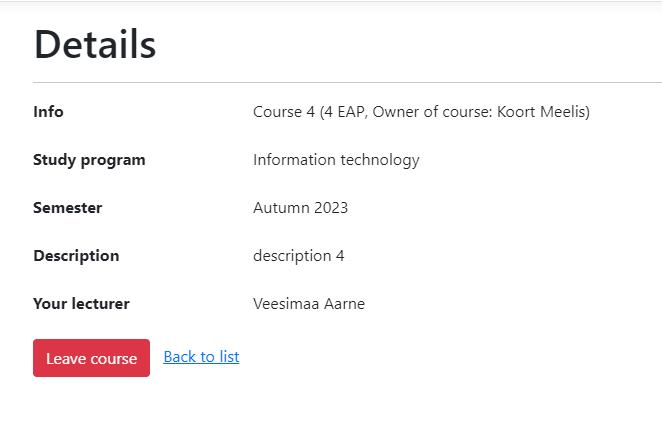 Details
Info Course 4 (4 EAP, Owner of course: Koort Meelis)
Study program Information technology
Semester Autumn 2023
Description description 4
Your lecturer Veesimaa Aarne
Leave course Back to list